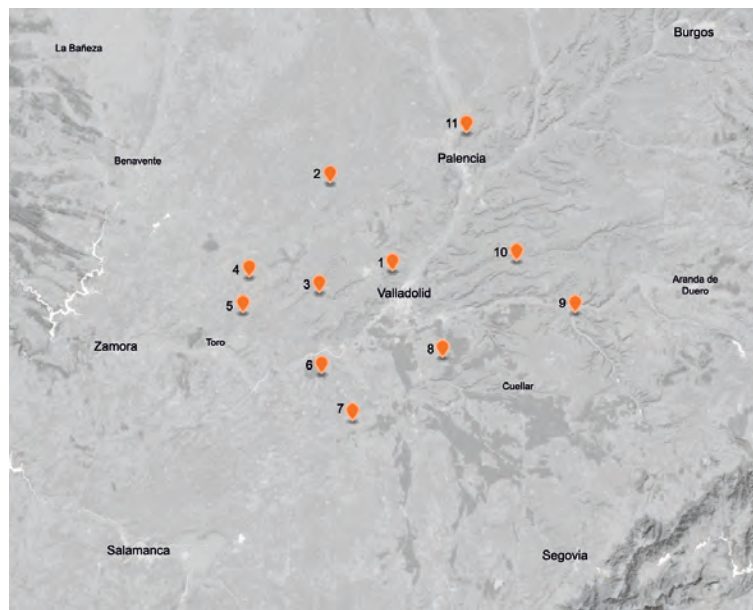 Burgos
La Bañeza
11
Benavente
Palencia
2
10
1
4
3
Aranda de
Duero
Valladolid
5
9
Zamora
Toro
8
6
Cuellar
7
Salamanca
Segovia